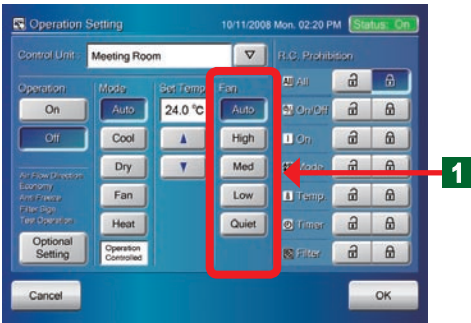 Operation Setting
10/11/2008 Mon. 02:20 PM
Status: On
Control Unit:
Meeting Room
R.C. Prohibition
Operation
On
Off
Air Flow Direction
Economy
Anti Freeze
Filter Sign
Test Operation
Optional
Setting
Mode
Auto
Cool
Dry
Fan
Heat
Operation
Controlled
Set Temp.
24.0 °C
Fan
Auto
High
Med
Low
Quiet
All
On/Off
On
Mode
Temp.
Timer
Filter
1
Cancel
OK